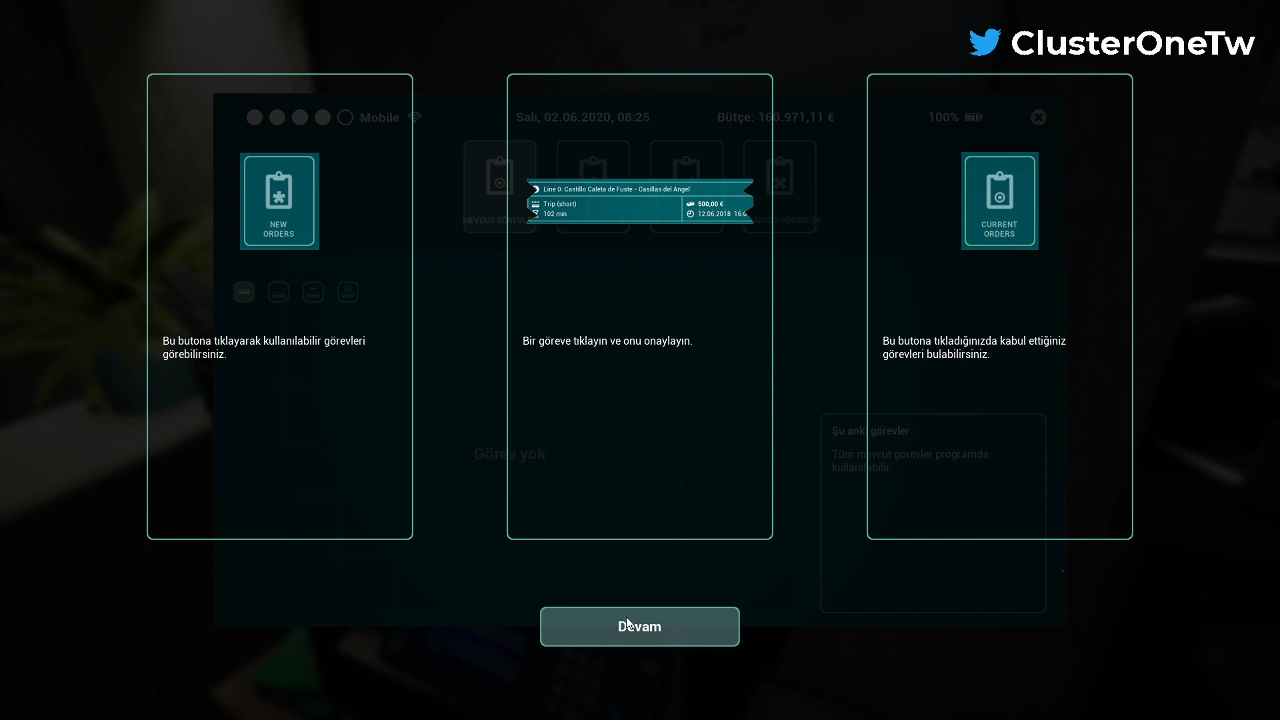 ClusterOneTw
Mobile
Salı, 02.06.2020, 08:25
Bütçe: 160.971,11 €
100%
NEW
ORDERS
Line 0: Castillo Caleta de Fuste - Casillas del Angel
Trip (short)
500,00 €
102 min
12.06.2018 16:0
CURRENT
ORDERS
Bu butona tıklayarak kullanılabilir görevleri
görebilirsiniz.
Bir göreve tıklayın ve onu onaylayın.
Bu butona tıkladığınızda kabul ettiğiniz
görevleri bulabilirsiniz.
Görev yok
Şu anki görevler
Tüm mevcut görevler programda
kullanılabilir.
Devam